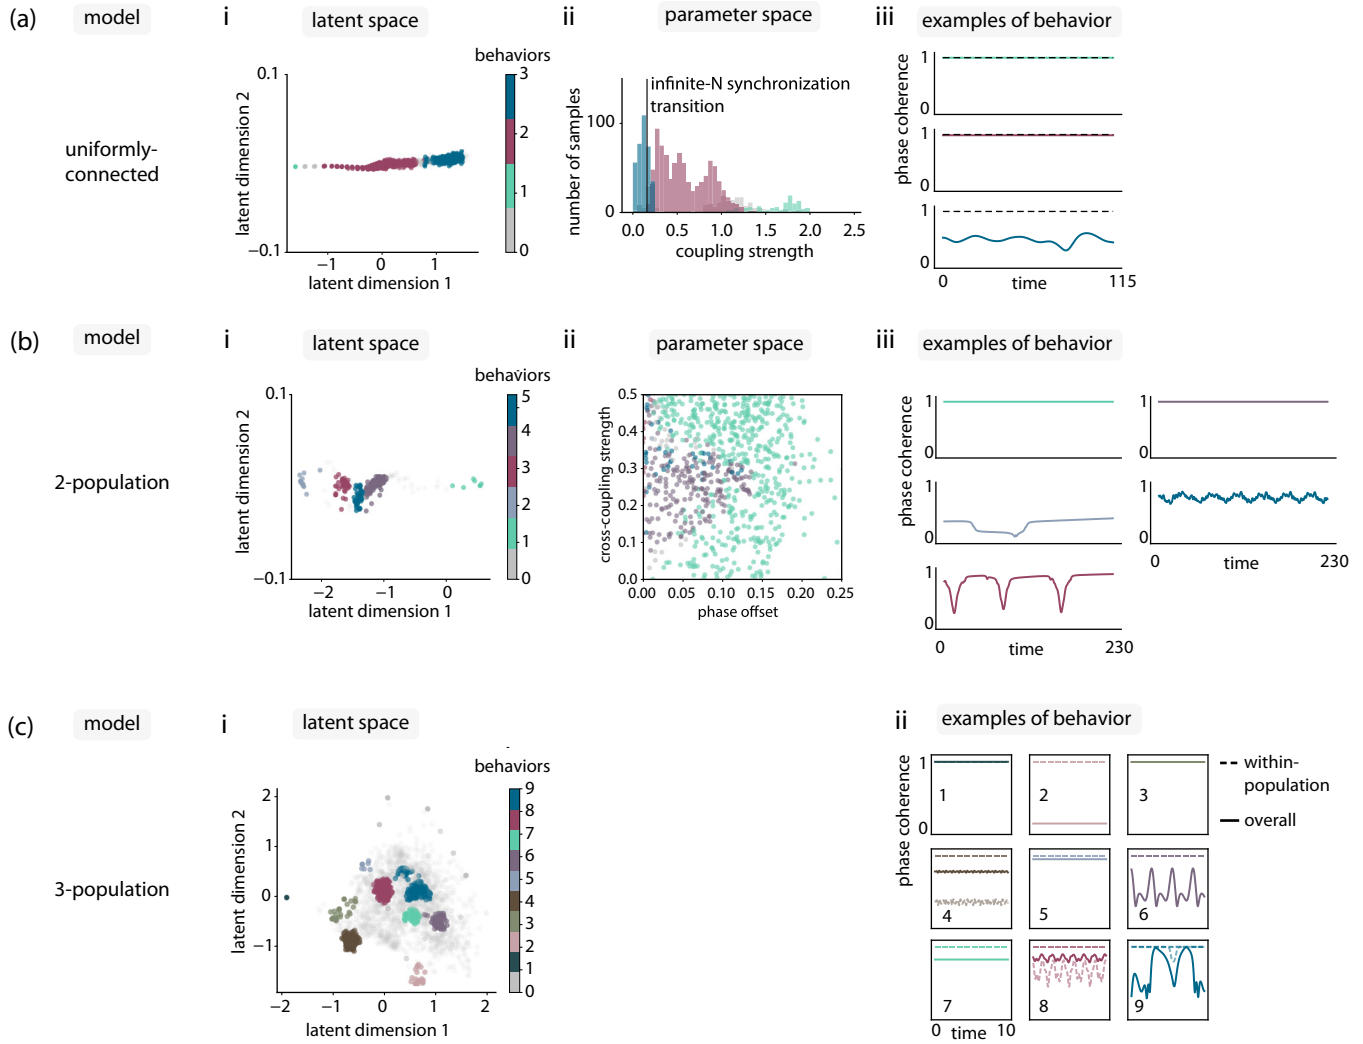 (a)
model
i
latent space
ii
parameter space
iii
examples of behavior
uniformly-
connected
0.1
−0.1
latent dimension 2
−1
0
1
latent dimension 1
behaviors
3
2
1
0
number of samples
100
0
infinite-N synchronization
transition
0.0
0.5
1.0
1.5
2.0
2.5
coupling strength
phase coherence
1
0
1
0
1
0
0
time
115
(b)
model
i
latent space
ii
parameter space
iii
examples of behavior
2-population
0.1
−0.1
latent dimension 2
−2
−1
0
latent dimension 1
behaviors
5
4
3
2
1
0
cross-coupling strength
0.5
0.4
0.3
0.2
0.1
0.0
0.00
0.05
0.10
0.15
0.20
0.25
phase offset
phase coherence
1
0
1
0
1
0
0
time
230
1
0
1
0
0
time
230
(c)
model
i
latent space
ii
examples of behavior
3-population
2
1
0
−1
latent dimension 2
−2
−1
0
1
2
latent dimension 1
behaviors
9
8
7
6
5
4
3
2
1
0
phase coherence
1
0
1
2
3
4
5
6
7
8
9
0
time
10
within-
population
overall